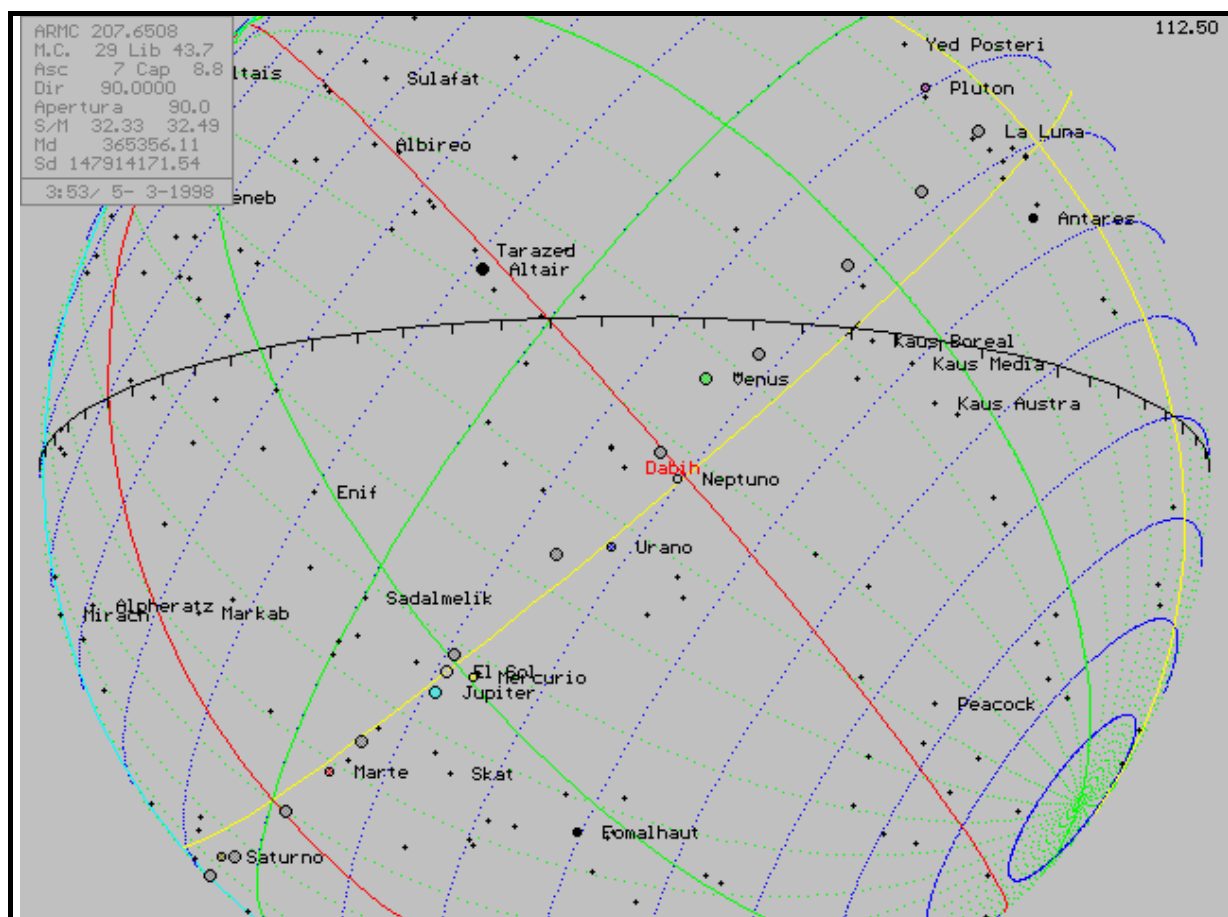 112.50
ARMC 207.6508
M.C. 29 Lib 43.7
Asc 7 Cap 8.8
Dir 90.0000
Apertura 90.0
S/M 32.33 32.49
Md 365356.11
Sd 147914171.54
3:53/ 5- 3-1998
Yed Posteri
ltais
Sulafat
Pluton
La Luna
Albireo
eneb
Antares
Tarazed
Altair
Kaus Boreal
Kaus Media
Venus
Kaus Austra
Dabih
Neptuno
Enif
Urano
Sadalmelik
Alpheratz
Mirach
Markab
El Sol
Mercurio
Jupiter
Peacock
Marte
Skat
Fomalhaut
Saturno